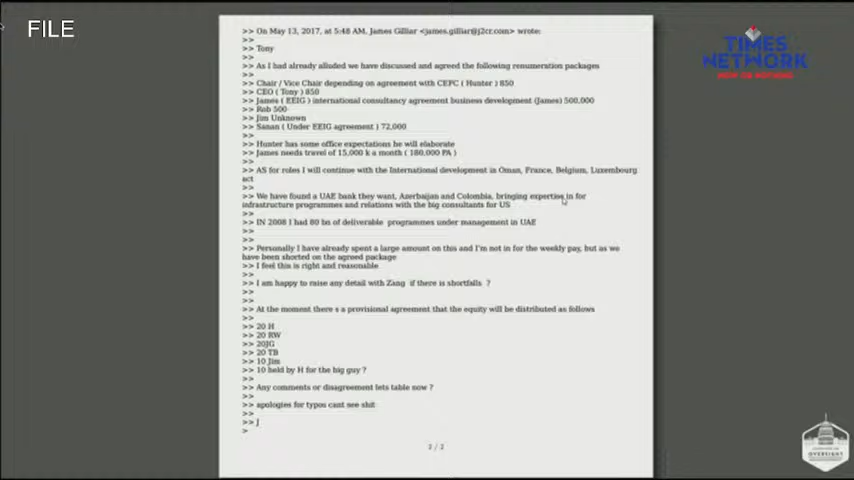 FILE
TIMES
NETWORK
NOW OR NOTHING
>> On May 13, 2017, at 5:48 AM, James Gilliar <james.gilliar@j2cr.com> wrote:
>>
>> Tony
>>
>> As I had already alluded we have discussed and agreed the following renumeration packages
>>
>> Chair / Vice Chair depending on agreement with CEFC ( Hunter ) 850
>> CEO ( Tony ) 850
>> James ( EEIG ) international consultancy agreement business development (James) 500,000
>> Rob 500
>> Jim Unknown
>> Sanan ( Under EEIG agreement ) 72,000
>>
>> Hunter has some office expectations he will elaborate
>> James needs travel of 15,000 k a month ( 180,000 PA )
>>
>> AS for roles I will continue with the International development in Oman, France, Belgium, Luxembourg
ect
>>
>> We have found a UAE bank they want, Azerbaijan and Colombia, bringing expertise in for
infrastructure programmes and relations with the big consultants for US
>>
>> IN 2008 I had 80 bn of deliverable programmes under management in UAE
>>
>>
>> Personally I have already spent a large amount on this and I'm not in for the weekly pay, but as we
have been shorted on the agreed package
>> I feel this is right and reasonable
>>
>> I am happy to raise any detail with Zang if there is shortfalls ?
>>
>>
>> At the moment there s a provisional agreement that the equity will be distributed as follows
>>
>> 20 H
>> 20 RW
>> 20JG
>> 20 TB
>> 10 Jim
>> 10 held by H for the big guy ?
>>
>> Any comments or disagreement lets table now ?
>>
>> apologies for typos cant see shit
>>
>> J
>
2 / 2
OVERSIGHT